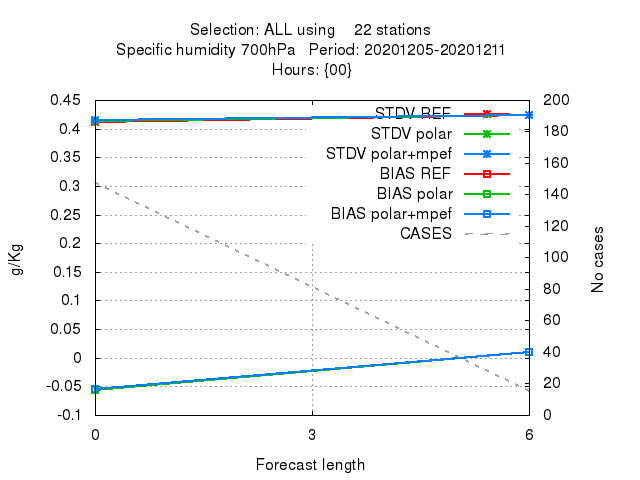 Selection: ALL using 22 stations
Specific humidity 700hPa Period: 20201205-20201211
Hours: {00}
0.45
0.4
0.35
0.3
0.25
0.2
0.15
0.1
0.05
0
-0.05
-0.1
g/Kg
STDV REF
STDV polar
STDV polar+mpef
BIAS REF
BIAS polar
BIAS polar+mpef
CASES
200
180
160
140
120
100
80
60
40
20
0
No cases
0 3 6
Forecast length